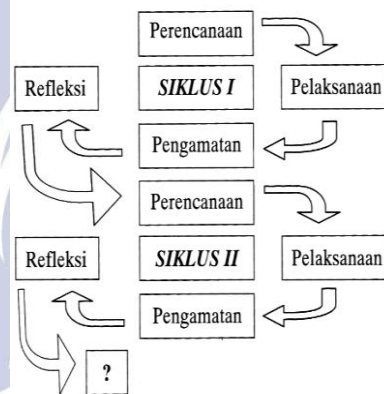 Perencanaan
Refleksi
SIKLUS I
Pelaksanaan
Pengamatan
Perencanaan
Refleksi
SIKLUS II
Pelaksanaan
Pengamatan
?